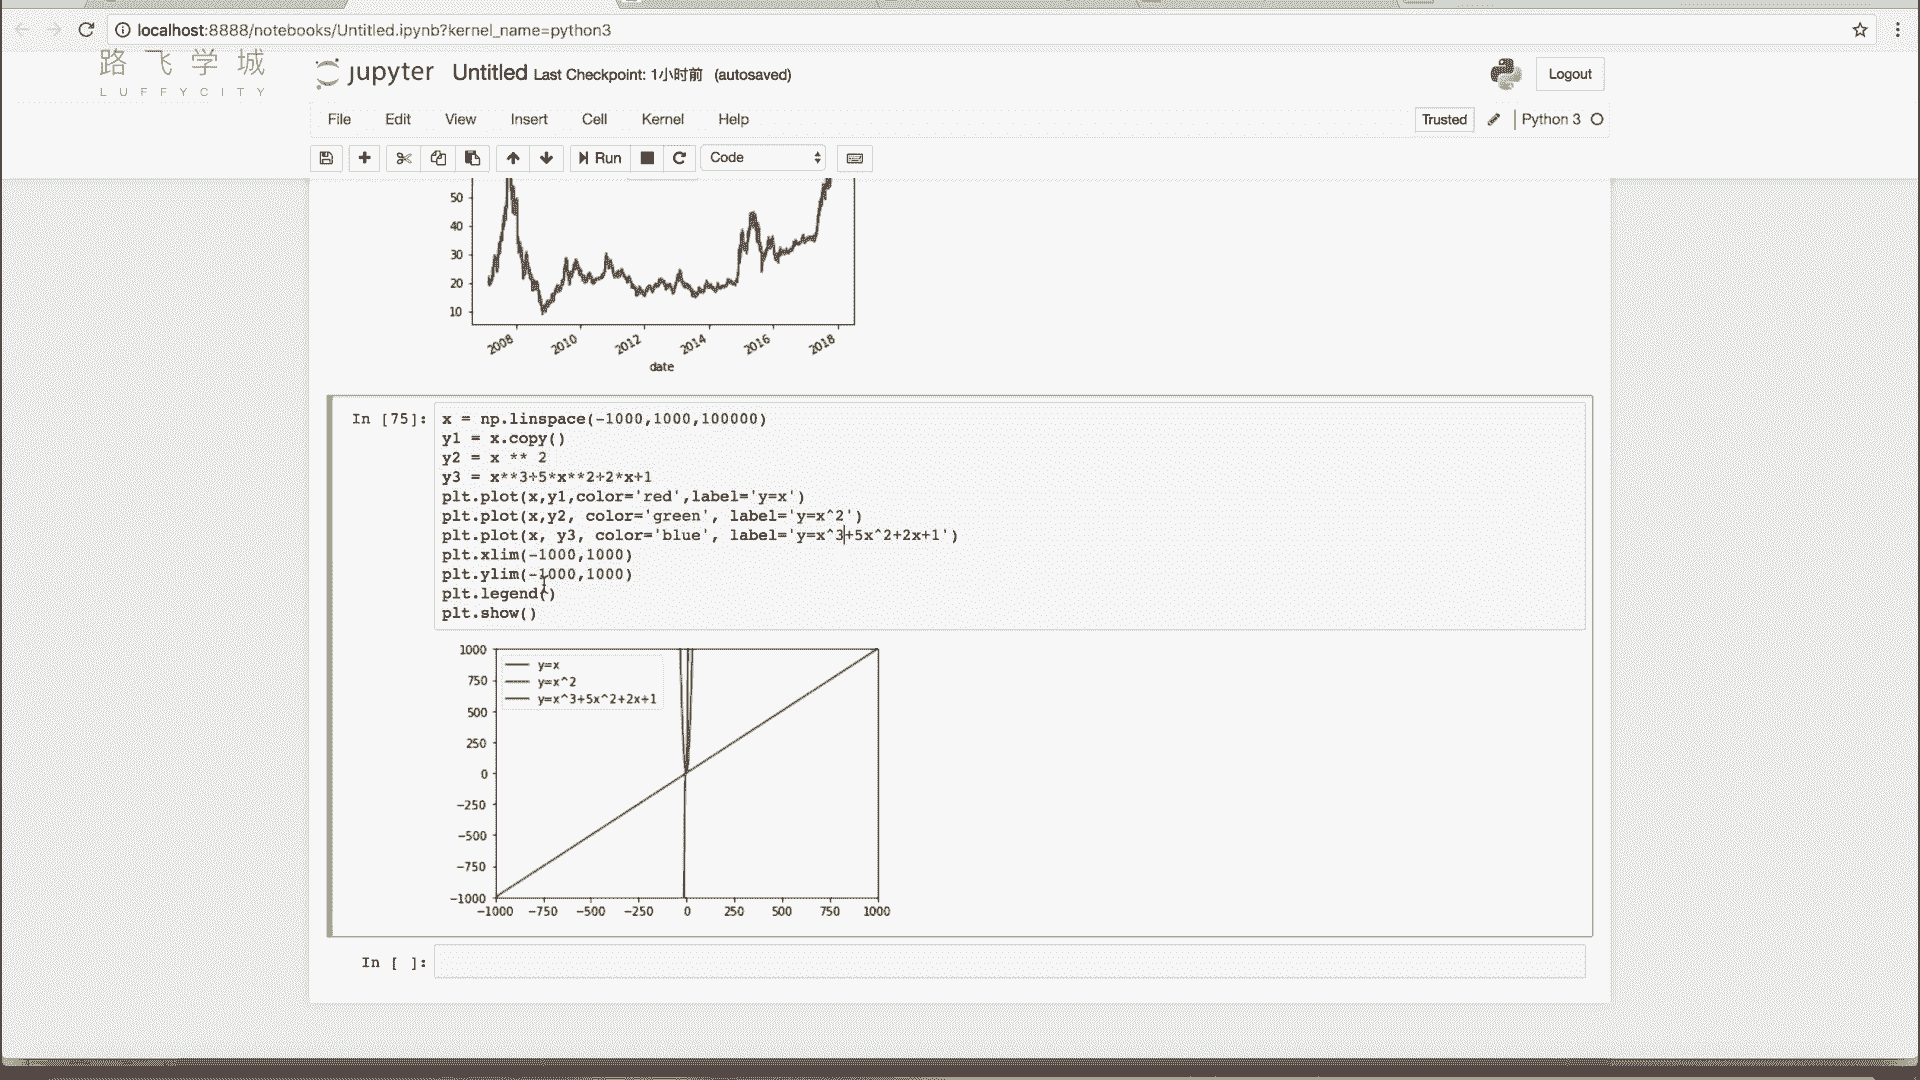 localhost:8888/notebooks/Untitled.ipynb?kernel_name=python3
路飞学城
LUFFYCITY
jupyter Untitled Last Checkpoint: 1小时前 (autosaved)
Logout
File Edit View Insert Cell Kernel Help
Trusted Python 3
Run Code
50
40
30
20
10
2008 2010 2012 2014 2016 2018
date
In [75]:
x = np.linspace(-1000,1000,100000)
y1 = x.copy()
y2 = x ** 2
y3 = x**3+5*x**2+2*x+1
plt.plot(x,y1,color='red',label='y=x')
plt.plot(x,y2, color='green', label='y=x^2')
plt.plot(x, y3, color='blue', label='y=x^3+5x^2+2x+1')
plt.xlim(-1000,1000)
plt.ylim(-1000,1000)
plt.legend()
plt.show()
y=x
y=x^2
y=x^3+5x^2+2x+1
1000
750
500
250
0
−250
−500
−750
−1000
−1000 −750 −500 −250 0 250 500 750 1000
In [ ]: